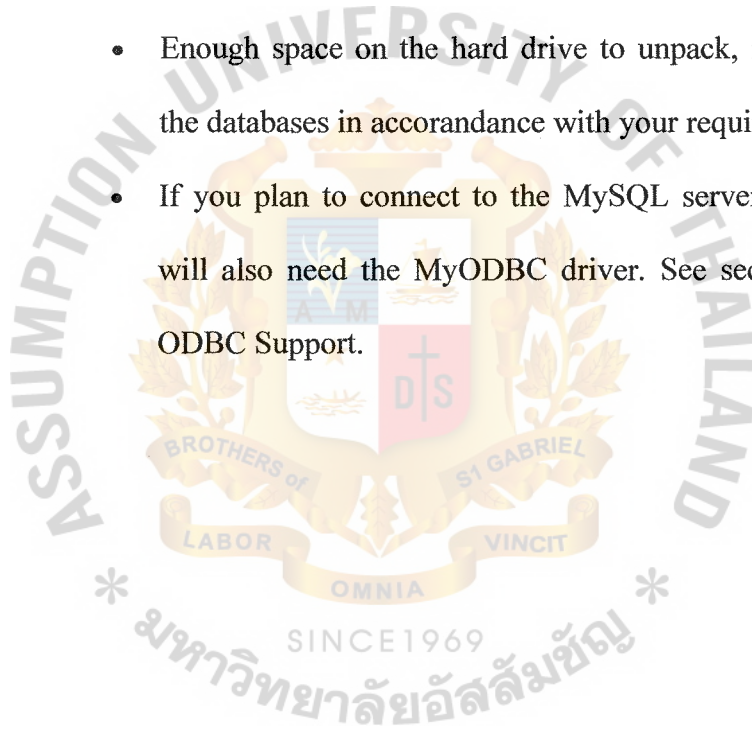 Enough space on the hard drive to unpack,
the databases in accorandance with your requi
If you plan to connect to the MySQL server
will also need the MyODBC driver. See sec
ODBC Support.
ASSUMPTION UNIVERSITY OF THAILAND
A M
D S
BROTHERS of
S1 GABRIEL
LABOR
VINCIT
OMNIA
* SINCE1969 *
มหาวิทยาลัยอัสสัมชัญ